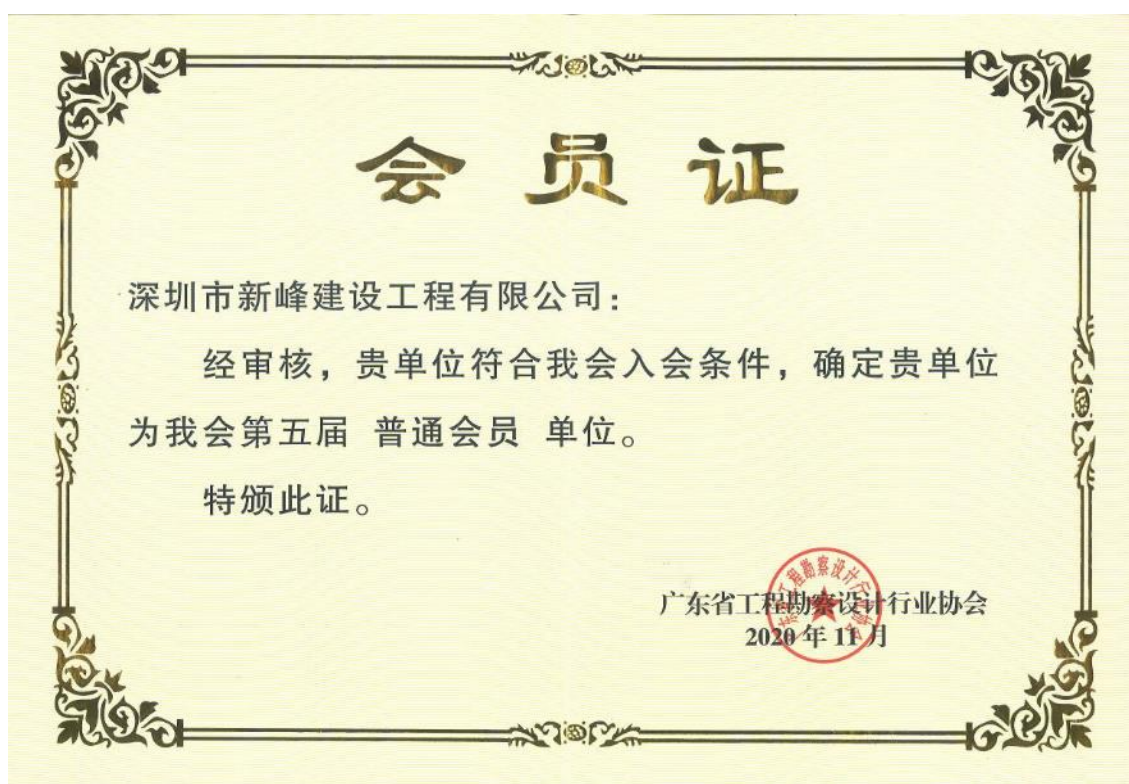 会员证
深圳市新峰建设工程有限公司：
经审核，贵单位符合我会入会条件，确定贵单位
为我会第五届 普通会员 单位。
特颁此证。
广东省工程勘察设计行业协会
2020年11月